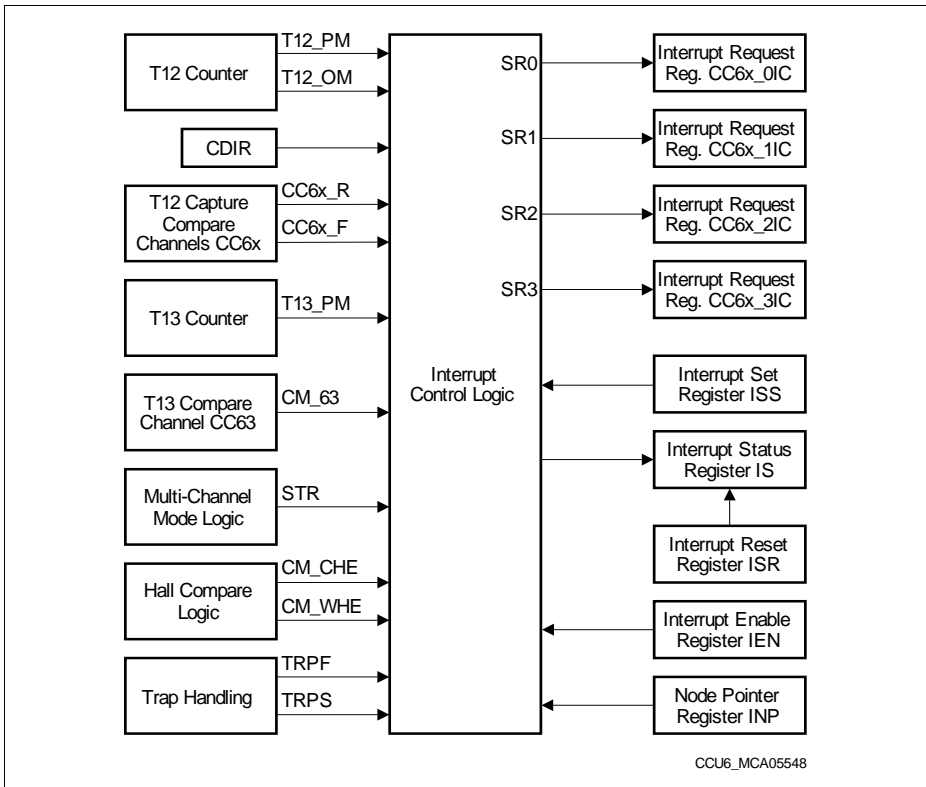 T12 Counter
T12_PM
T12_OM
CDIR
T12 Capture
Compare
Channels CC6x
CC6x_R
CC6x_F
T13 Counter
T13_PM
T13 Compare
Channel CC63
CM_63
Multi-Channel
Mode Logic
STR
Hall Compare
Logic
CM_CHE
CM_WHE
Trap Handling
TRPF
TRPS
Interrupt
Control Logic
SR0
SR1
SR2
SR3
Interrupt Request
Reg. CC6x_0IC
Interrupt Request
Reg. CC6x_1IC
Interrupt Request
Reg. CC6x_2IC
Interrupt Request
Reg. CC6x_3IC
Interrupt Set
Register ISS
Interrupt Status
Register IS
Interrupt Reset
Register ISR
Interrupt Enable
Register IEN
Node Pointer
Register INP
CCU6_MCA05548